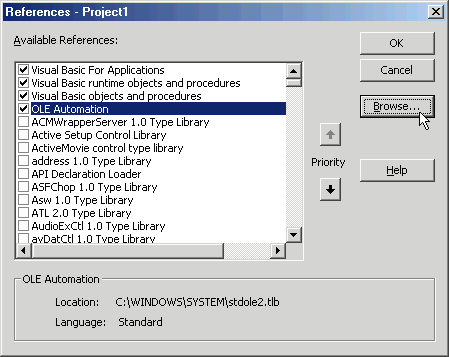 References - Project1
Available References:
Visual Basic For Applications
Visual Basic runtime objects and procedures
Visual Basic objects and procedures
OLE Automation
ACMWrapperServer 1.0 Type Library
Active Setup Control Library
ActiveMovie control type library
address 1.0 Type Library
API Declaration Loader
ASFChop 1.0 Type Library
Asw 1.0 Type Library
ATL 2.0 Type Library
AudioExCtl 1.0 Type Library
avDatCtl 1.0 Type Library
OK
Cancel
Browse...
Priority
Help
OLE Automation
Location: C:\WINDOWS\SYSTEM\stdole2.tlb
Language: Standard